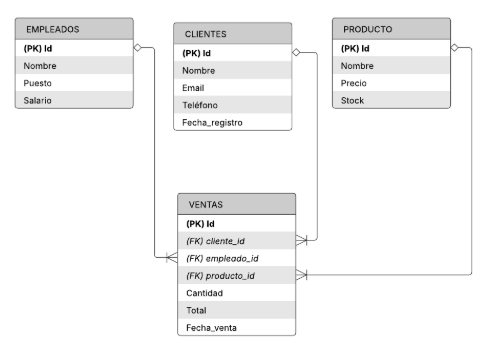 EMPLEADOS
(PK) Id
Nombre
Puesto
Salario
CLIENTES
(PK) Id
Nombre
Email
Teléfono
Fecha_registro
PRODUCTO
(PK) Id
Nombre
Precio
Stock
VENTAS
(PK) Id
(FK) cliente_id
(FK) empleado_id
(FK) producto_id
Cantidad
Total
Fecha_venta